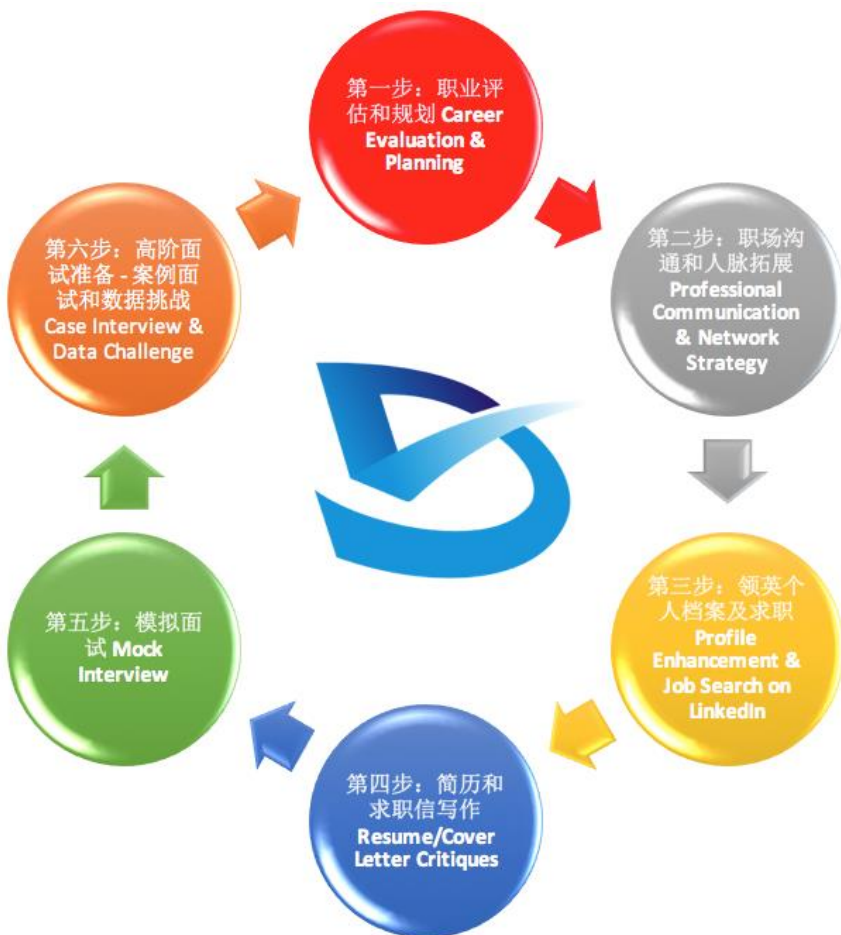 第一步：职业评
估和规划 Career
Evaluation &
Planning
第二步：职场沟
通和人脉拓展
Professional
Communication
& Network
Strategy
第三步：领英个
人档案及求职
Profile
Enhancement &
Job Search on
LinkedIn
第四步：简历和
求职信写作
Resume/Cover
Letter Critiques
第五步：模拟面
试 Mock
Interview
第六步：高阶面
试准备 - 案例面
试和数据挑战
Case Interview &
Data Challenge